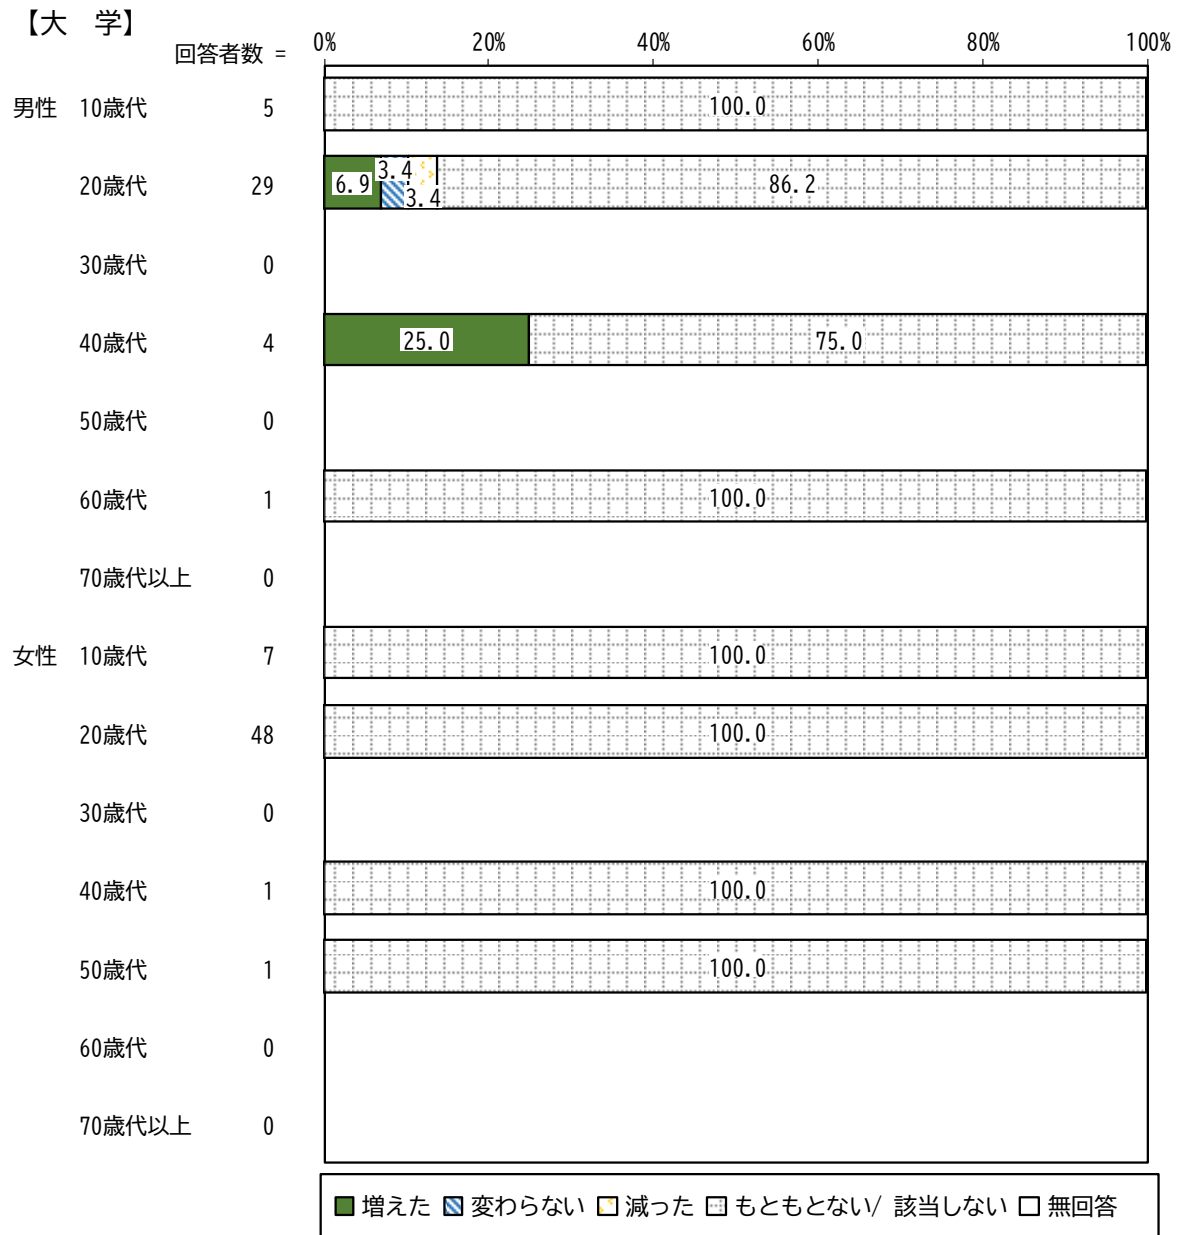 【大　学】
回答者数 =
0% 20% 40% 60% 80% 100%
男性 10歳代 5 100.0
20歳代 29 6.9 3.4 3.4 86.2
30歳代 0
40歳代 4 25.0 75.0
50歳代 0
60歳代 1 100.0
70歳代以上 0
女性 10歳代 7 100.0
20歳代 48 100.0
30歳代 0
40歳代 1 100.0
50歳代 1 100.0
60歳代 0
70歳代以上 0
増えた 変わらない 減った もともとない/ 該当しない 無回答